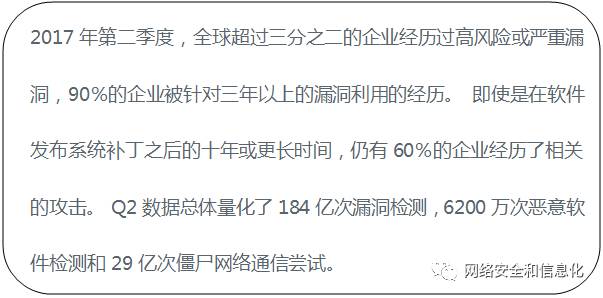 2017 年第二季度，全球超过三分之二的企业经历过高风险或严重漏
洞，90%的企业被针对三年以上的漏洞利用的经历。 即使是在软件
发布系统补丁之后的十年或更长时间，仍有 60%的企业经历了相关
的攻击。 Q2 数据总体量化了 184 亿次漏洞检测，6200 万次恶意软
件检测和 29 亿次僵尸网络通信尝试。
网络安全和信息化